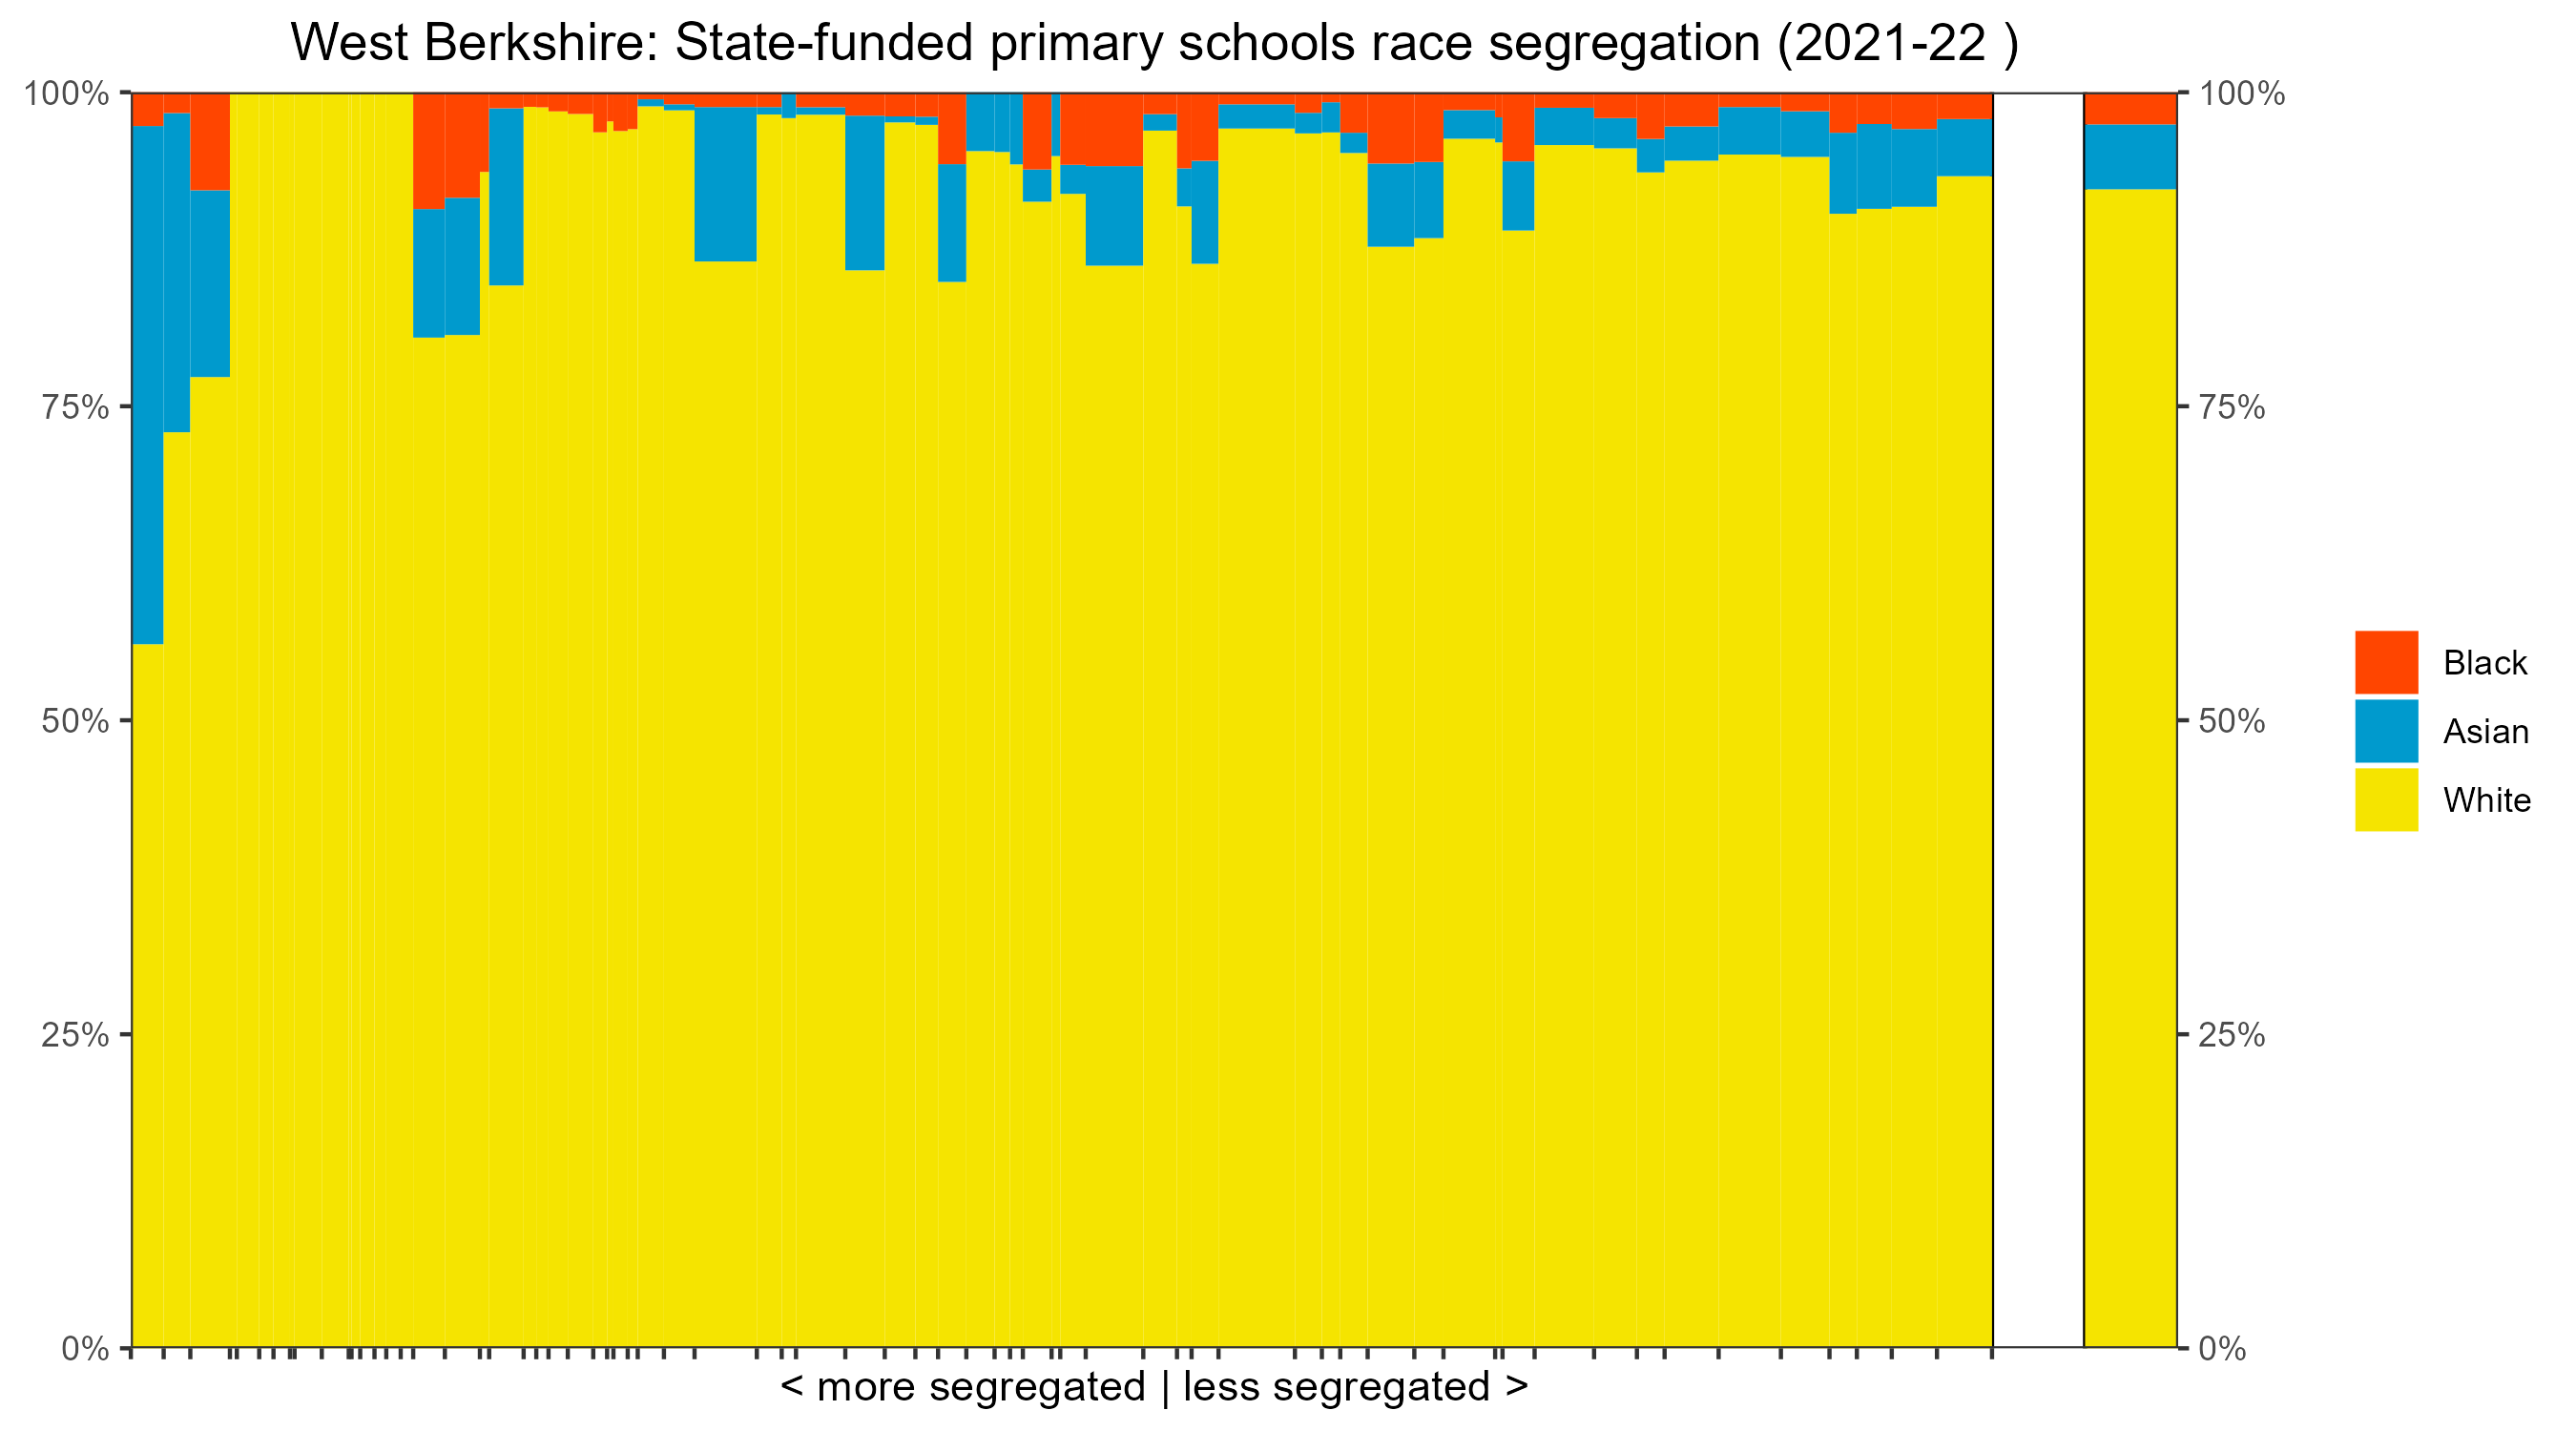 West Berkshire: State-funded primary schools race segregation (2021-22 )
100%
75%
50%
25%
0%
100%
75%
50%
25%
0%
Black
Asian
White
< more segregated | less segregated >